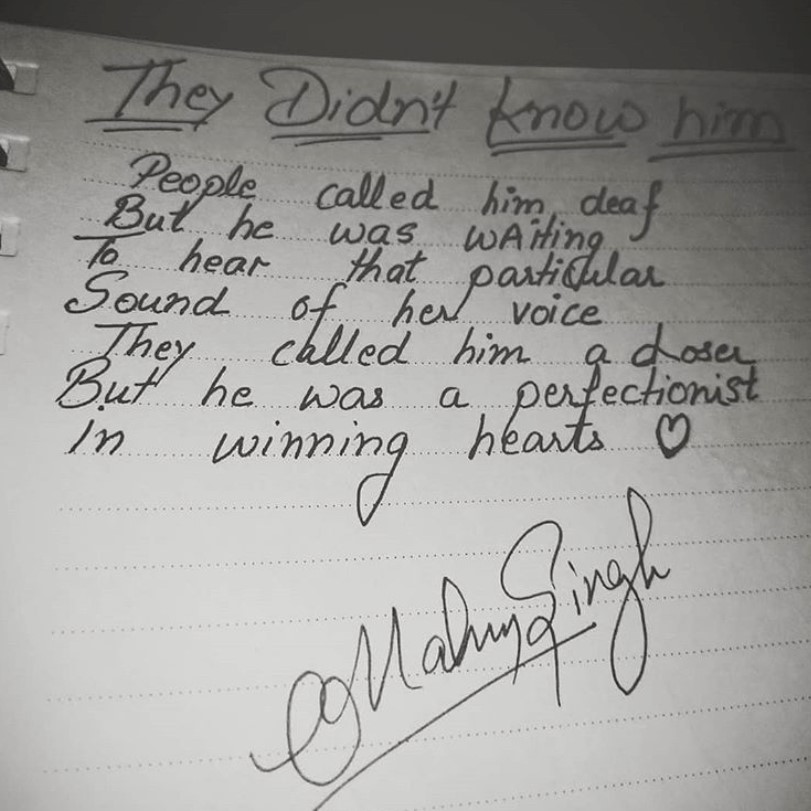 They Didn't Know him
People called him deaf
But he was wAiting
To hear that particular
Sound of her voice
They called him a Loser
But he was a perfectionist
In winning hearts ♡
Singh